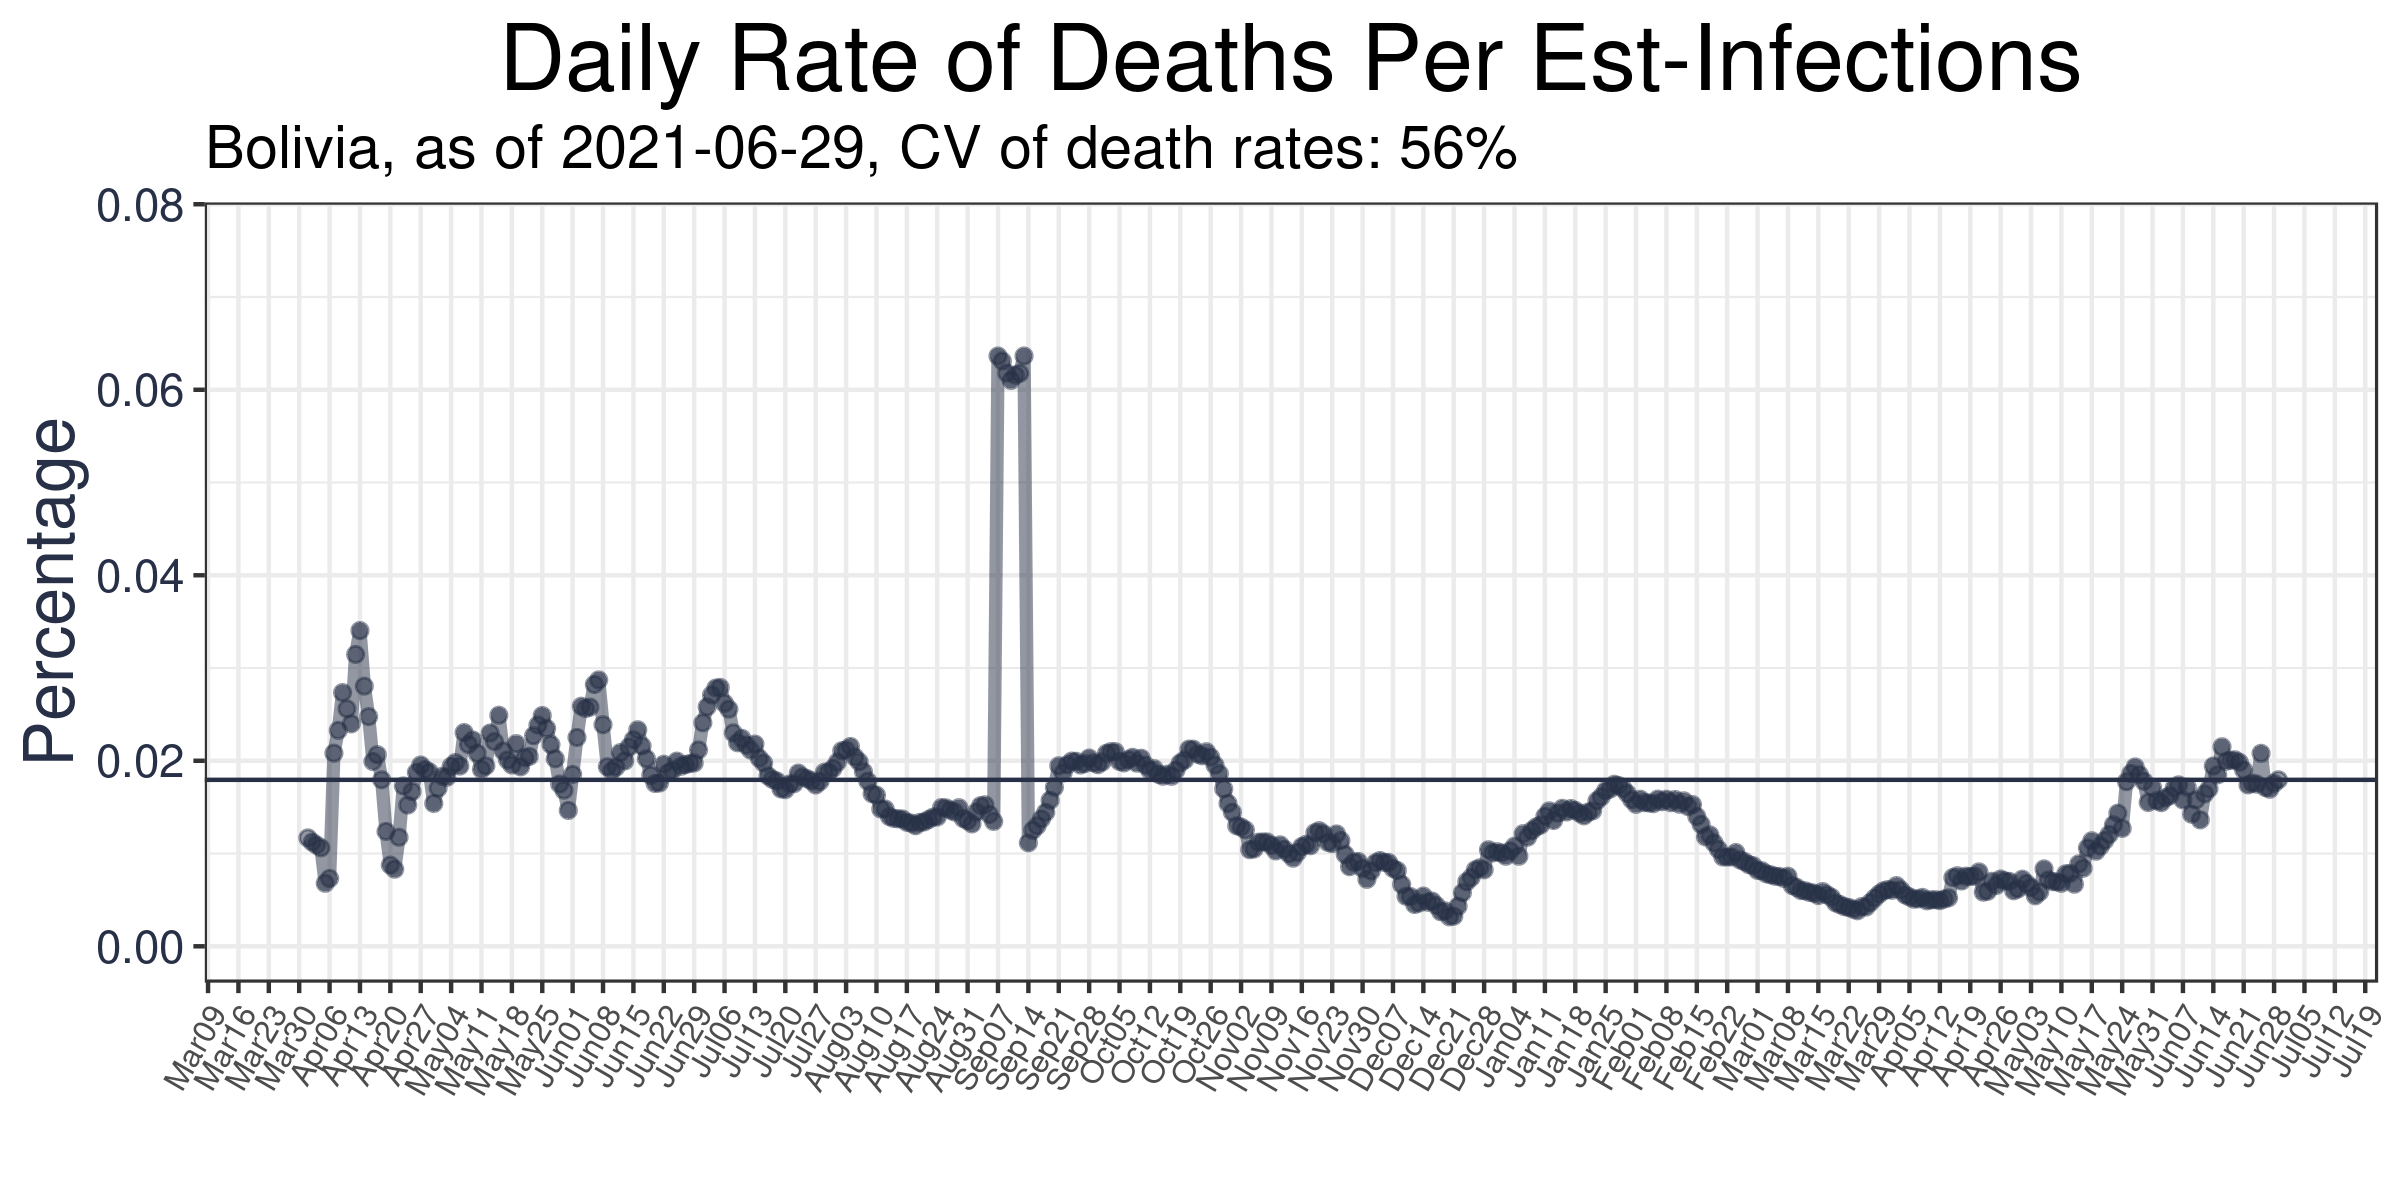 Daily Rate of Deaths Per Est-Infections
Bolivia, as of 2021-06-29, CV of death rates: 56%
Percentage
0.08
0.06
0.04
0.02
0.00
Mar09 Mar16 Mar23 Mar30 Apr06 Apr13 Apr20 Apr27 May04 May11 May18 May25 Jun01 Jun08 Jun15 Jun22 Jun29 Jul06 Jul13 Jul20 Jul27 Aug03 Aug10 Aug17 Aug24 Aug31 Sep07 Sep14 Sep21 Sep28 Oct05 Oct12 Oct19 Oct26 Nov02 Nov09 Nov16 Nov23 Nov30 Dec07 Dec14 Dec21 Dec28 Jan04 Jan11 Jan18 Jan25 Feb01 Feb08 Feb15 Feb22 Mar01 Mar08 Mar15 Mar22 Mar29 Apr05 Apr12 Apr19 Apr26 May03 May10 May17 May24 May31 Jun07 Jun14 Jun21 Jun28 Jul05 Jul12 Jul19